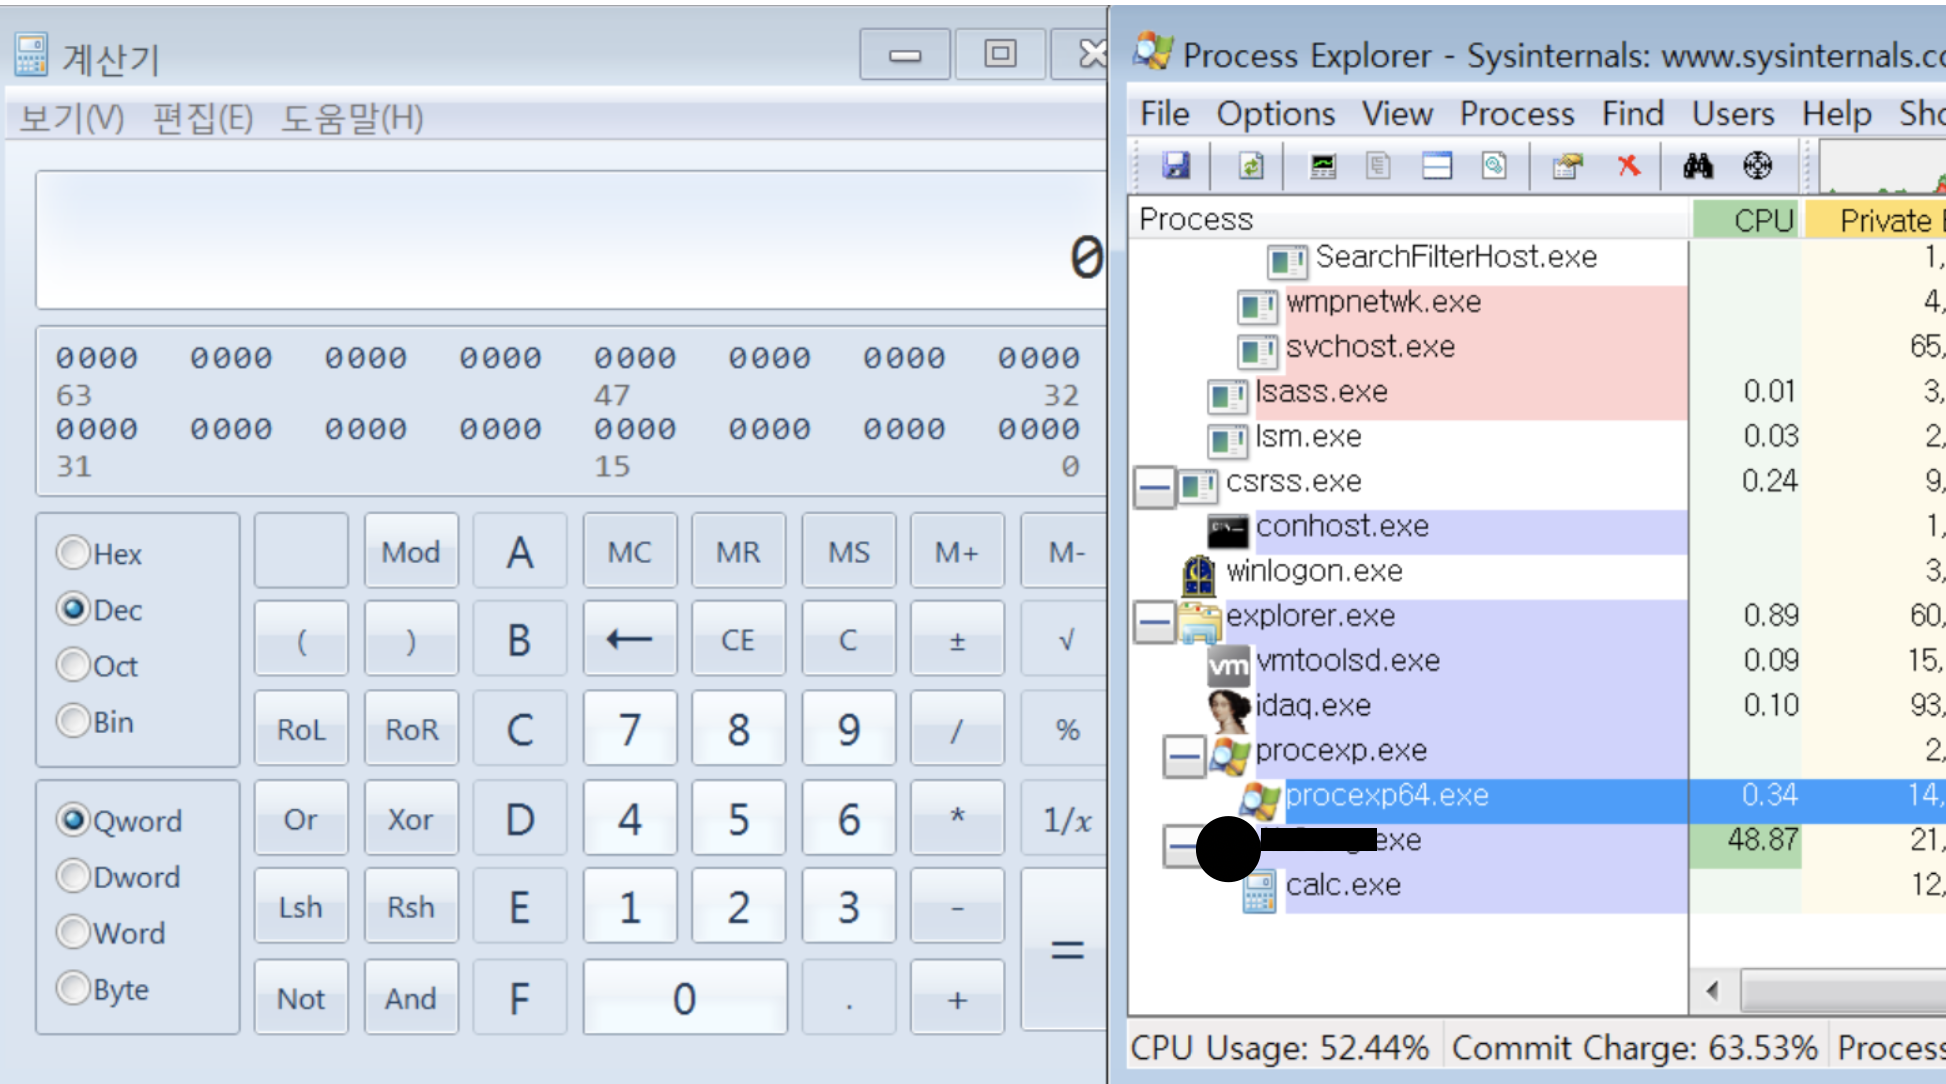 계산기
보기(V) 편집(E) 도움말(H)
0
0000 0000 0000 0000 0000 0000 0000 0000
63 47 32
0000 0000 0000 0000 0000 0000 0000 0000
31 15 0
Hex
Dec
Oct
Bin
Qword
Dword
Word
Byte
Mod A MC MR MS M+ M-
( ) B ← CE C ± √
RoL RoR C 7 8 9 / %
Or Xor D 4 5 6 * 1/x
Lsh Rsh E 1 2 3 - =
Not And F 0 . +
Process Explorer - Sysinternals: www.sysinternals.co
File Options View Process Find Users Help Sho
Process CPU Private
SearchFilterHost.exe 1,
wmpnetwk.exe 4,
svchost.exe 65,
lsass.exe 0.01 3,
lsm.exe 0.03 2,
csrss.exe 0.24 9,
conhost.exe 1,
winlogon.exe 3,
explorer.exe 0.89 60,
vm vmtoolsd.exe 0.09 15,
idaq.exe 0.10 93,
procexp.exe 2,
procexp64.exe 0.34 14,
exe 48.87 21,
calc.exe 12,
CPU Usage: 52.44% Commit Charge: 63.53% Process